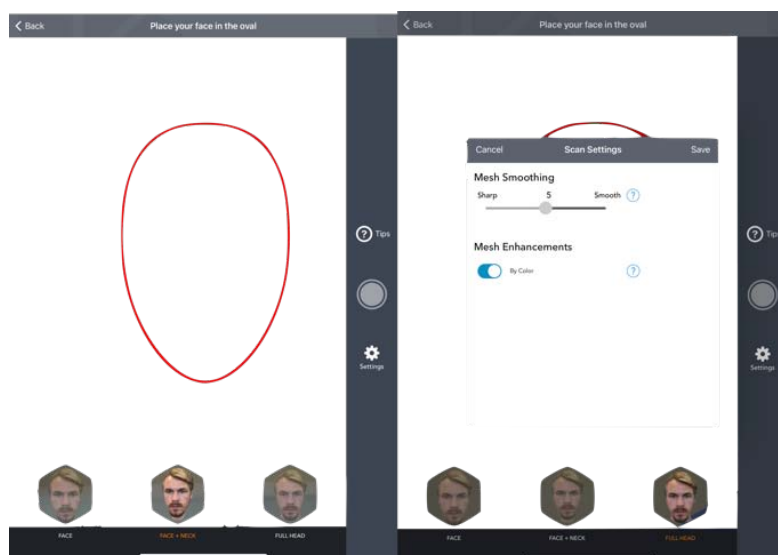 Back Place your face in the oval
Tips
Settings
FACE FACE + NECK FULL HEAD
Back Place your face in the oval
Cancel Scan Settings Save
Mesh Smoothing
Sharp 5 Smooth ?
Mesh Enhancements
By Color ?
? Tip
Settings
FACE FACE + NECK FULL HEAD